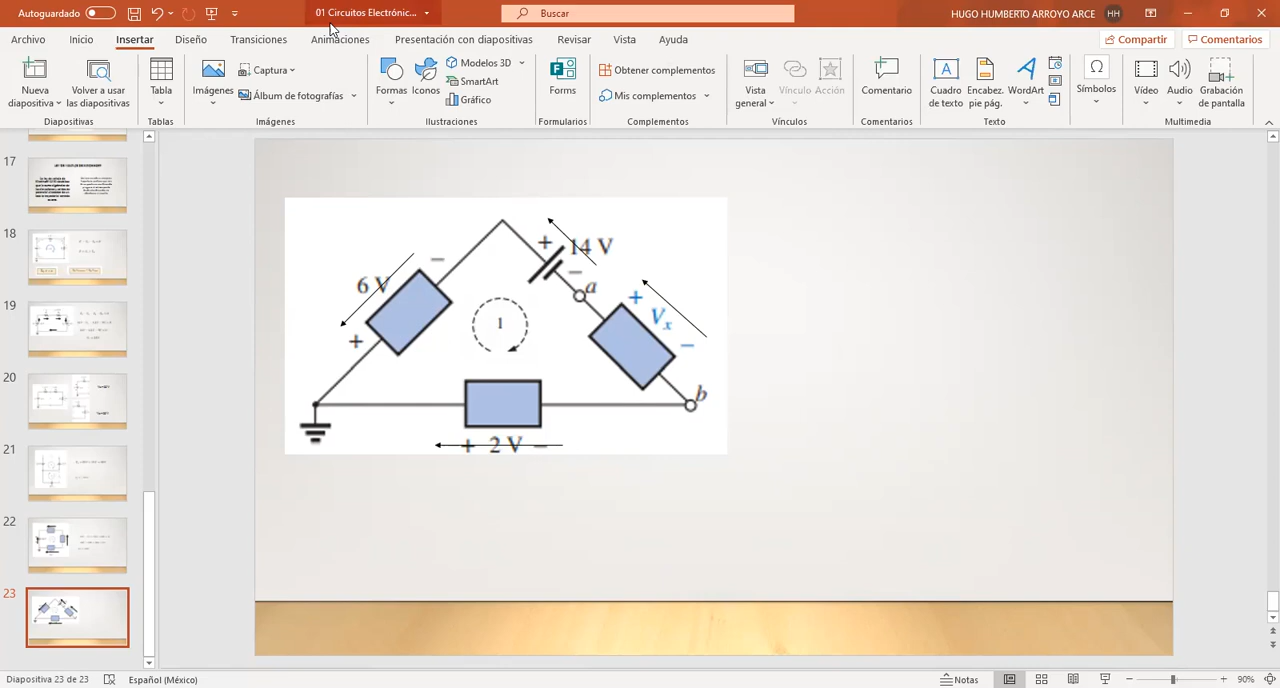 Autoguardado
01 Circuitos Electrónic...
Buscar
HUGO HUMBERTO ARROYO ARCE
HH
Archivo
Inicio
Insertar
Diseño
Transiciones
Animaciones
Presentación con diapositivas
Revisar
Vista
Ayuda
Compartir
Comentarios
Nueva diapositiva
Volver a usar las diapositivas
Diapositivas
Tabla
Tablas
Imágenes
Captura
Álbum de fotografías
Imágenes
Formas
Iconos
Modelos 3D
SmartArt
Gráfico
Ilustraciones
Forms
Formularios
Obtener complementos
Mis complementos
Complementos
Vista general
Vínculo
Acción
Vínculos
Comentario
Comentarios
Cuadro de texto
Encabez. pie pág.
WordArt
Texto
Símbolos
Vídeo
Audio
Grabación de pantalla
Multimedia
17
18
19
20
21
22
23
6 V
+
−
+
14 V
−
a
+
Vx
−
b
1
+ 2 V −
Diapositiva 23 de 23
Español (México)
Notas
90%